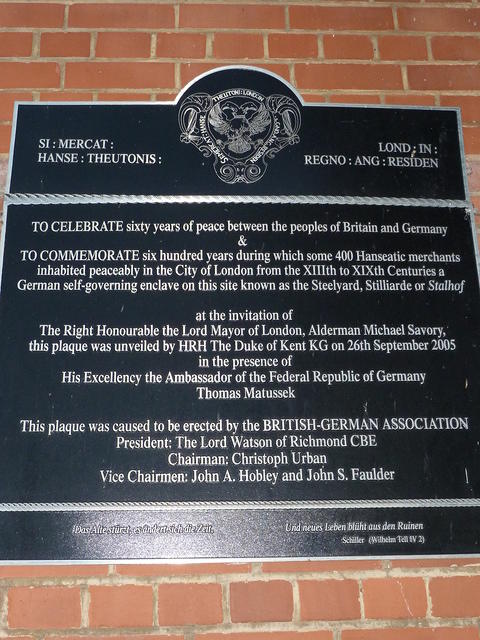 SI : MERCAT :
HANSE : THEUTONIS :
LOND : IN :
REGNO : ANG : RESIDEN
TO CELEBRATE sixty years of peace between the peoples of Britain and Germany
&
TO COMMEMORATE six hundred years during which some 400 Hanseatic merchants
inhabited peaceably in the City of London from the XIIIth to XIXth Centuries a
German self-governing enclave on this site known as the Steelyard, Stilliarde or Stalhof
at the invitation of
The Right Honourable the Lord Mayor of London, Alderman Michael Savory,
this plaque was unveiled by HRH The Duke of Kent KG on 26th September 2005
in the presence of
His Excellency the Ambassador of the Federal Republic of Germany
Thomas Matussek
This plaque was caused to be erected by the BRITISH-GERMAN ASSOCIATION
President: The Lord Watson of Richmond CBE
Chairman: Christoph Urban
Vice Chairmen: John A. Hobley and John S. Faulder
Das Alte stürzt, es ändert sich die Zeit,
Und neues Leben blüht aus den Ruinen
Schiller (Wilhelm Tell IV 2)